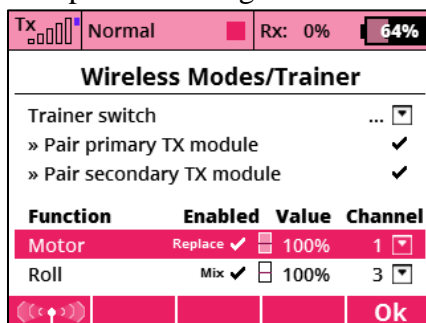 Tx Normal Rx: 0% 64%
Wireless Modes/Trainer
Trainer switch ...
» Pair primary TX module ✔
» Pair secondary TX module ✔
Function Enabled Value Channel
Motor Replace ✔ 100% 1
Roll Mix ✔ 100% 3
Ok